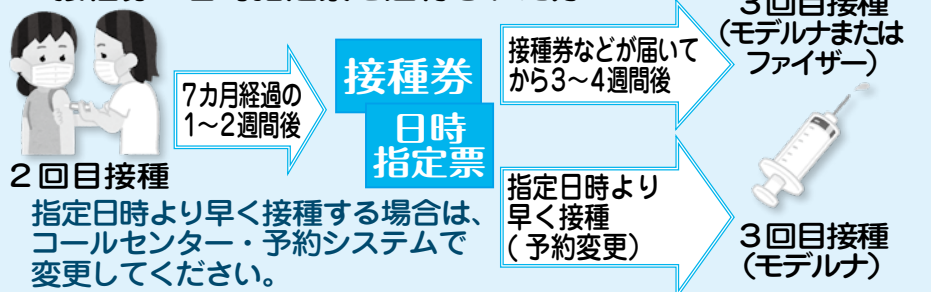 3回目接種
(モデルナまたは
ファイザー)
接種券などが届いて
から3~4週間後
7カ月経過の
1~2週間後
接種券
日時
指定票
2回目接種
指定日時より早く接種する場合は、
コールセンター・予約システムで
変更してください。
指定日時より
早く接種
(予約変更)
3回目接種
(モデルナ)